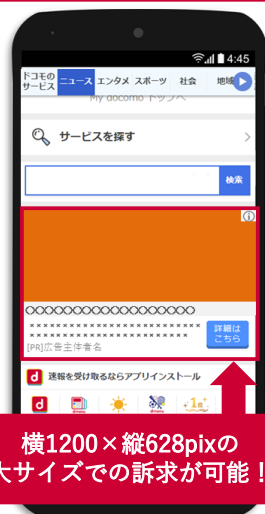 4:45
ドコモの
サービス
ニュース エンタメ スポーツ 社会 地域
My docomo トップへ
サービスを探す
検索
○○○○○○○○○○○○○○○○○○○
××××××××××××××××××××××××
××××××××××××××××××××××
詳細は
こちら
[PR]広告主体者名
d 速報を受け取るならアプリインストール
横1200×縦628pixの
大サイズでの訴求が可能!